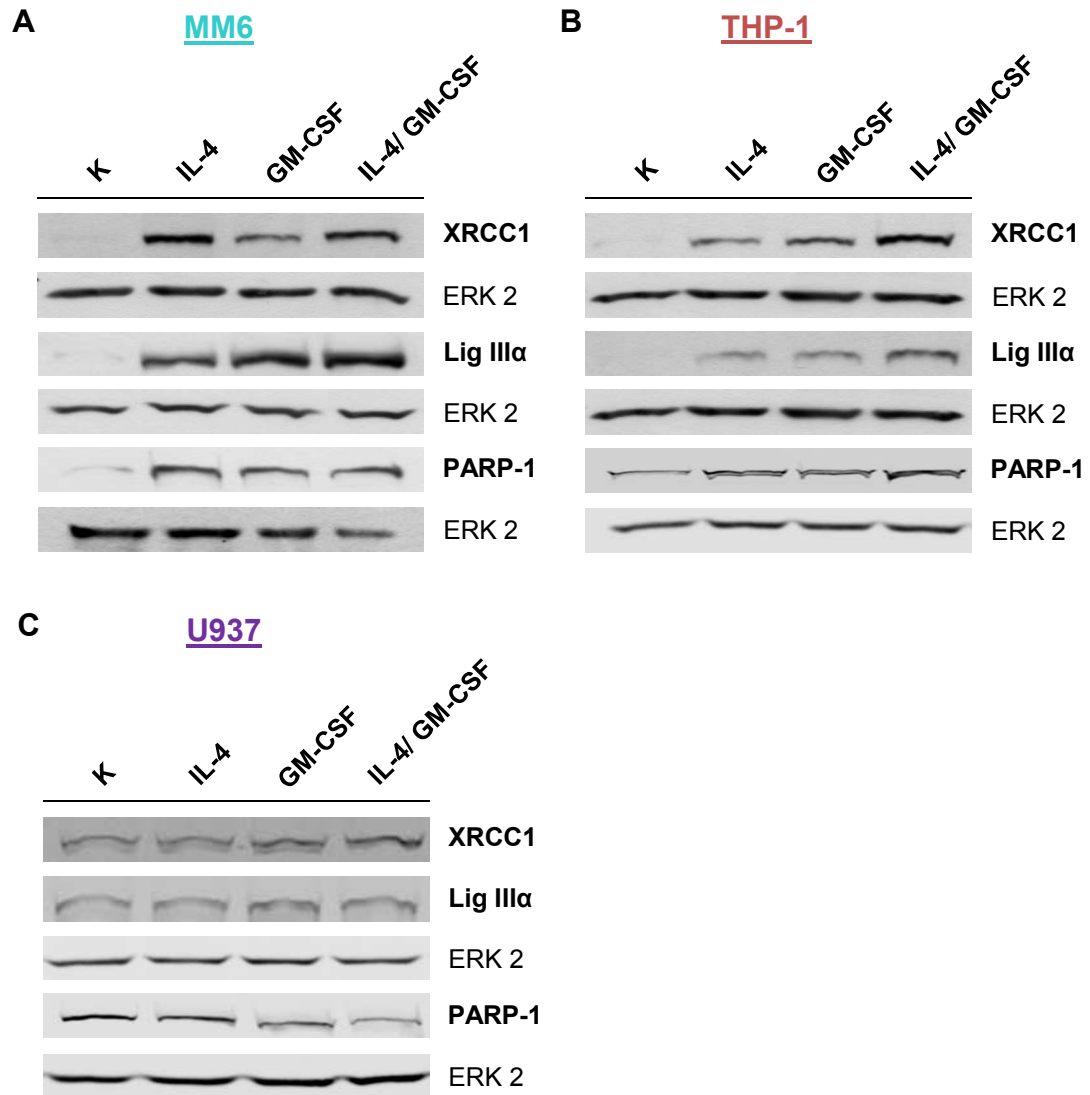 A
MM6
K
IL-4
GM-CSF
IL-4/ GM-CSF
XRCC1
ERK 2
Lig IIIα
ERK 2
PARP-1
ERK 2
B
THP-1
K
IL-4
GM-CSF
IL-4/ GM-CSF
XRCC1
ERK 2
Lig IIIα
ERK 2
PARP-1
ERK 2
C
U937
K
IL-4
GM-CSF
IL-4/ GM-CSF
XRCC1
Lig IIIα
ERK 2
PARP-1
ERK 2